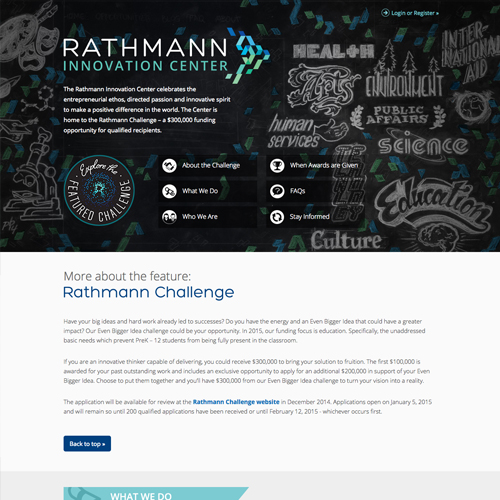 Login or Register »
RATHMANN
INNOVATION CENTER
The Rathmann Innovation Center celebrates the
entrepreneurial ethos, directed passion and innovative spirit
to make a positive difference in the world. The Center is
home to the Rathmann Challenge – a $300,000 funding
opportunity for qualified recipients.
HEALTH
Arts
ENVIRONMENT
INTER-
NATIONAL
AID
PUBLIC
AFFAIRS
human
services
science
Education
Culture
Explore the
FEATURED CHALLENGE
About the Challenge
When Awards are Given
What We Do
FAQs
Who We Are
Stay Informed
More about the feature:
Rathmann Challenge
Have your big ideas and hard work already led to successes? Do you have the energy and an Even Bigger Idea that could have a greater
impact? Our Even Bigger Idea challenge could be your opportunity. In 2015, our funding focus is education. Specifically, the unaddressed
basic needs which prevent PreK – 12 students from being fully present in the classroom.
If you are an innovative thinker capable of delivering, you could receive $300,000 to bring your solution to fruition. The first $100,000 is
awarded for your past outstanding work and includes an exclusive opportunity to apply for an additional $200,000 in support of your Even
Bigger Idea. Choose to put them together and you'll have $300,000 from our Even Bigger Idea challenge to turn your vision into a reality.
The application will be available for review at the Rathmann Challenge website in December 2014. Applications open on January 5, 2015
and will remain so until 200 qualified applications have been received or until February 12, 2015 - whichever occurs first.
Back to top »
WHAT WE DO